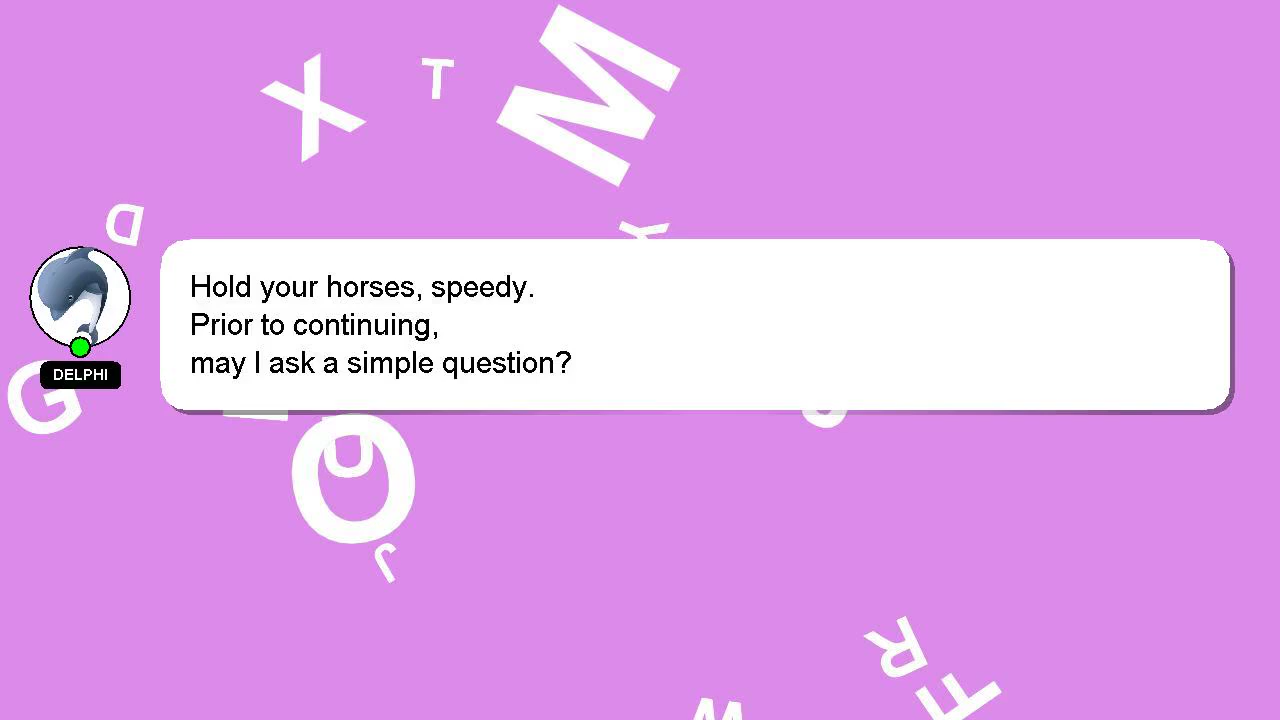 X
T
M
D
Y
Hold your horses, speedy.
Prior to continuing,
may I ask a simple question?
DELPHI
G
O
U
J
R
F
W